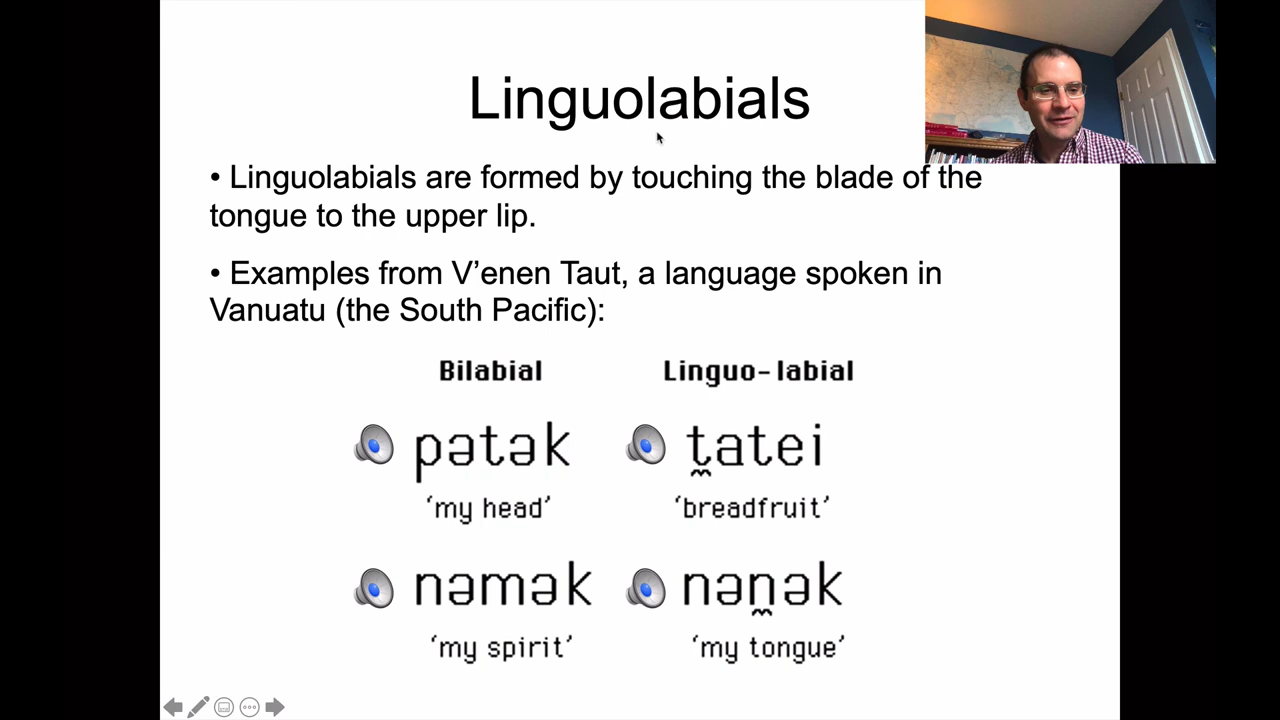 Linguolabials
• Linguolabials are formed by touching the blade of the
tongue to the upper lip.
• Examples from V’enen Taut, a language spoken in
Vanuatu (the South Pacific):
Bilabial Linguo-labial
pətək t̼atei
‘my head’ ‘breadfruit’
nəmək nən̼ək
‘my spirit’ ‘my tongue’